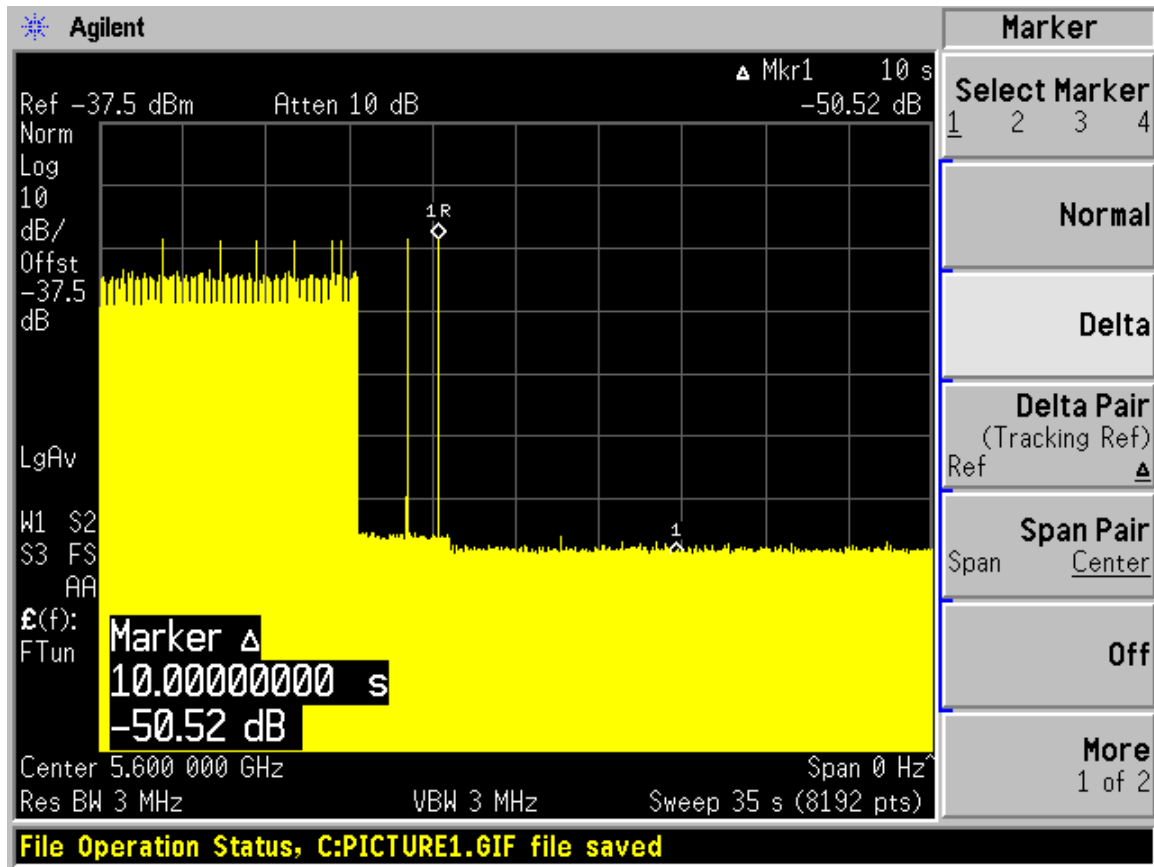 Agilent
Δ Mkr1 10 s
Ref -37.5 dBm Atten 10 dB -50.52 dB
Norm
Log
10
dB/
Offst
-37.5
dB
LgAv
W1 S2
S3 FS
AA
£(f):
FTun
1R
1
Marker Δ
10.00000000 s
-50.52 dB
Center 5.600 000 GHz Span 0 Hz^
Res BW 3 MHz VBW 3 MHz Sweep 35 s (8192 pts)
File Operation Status, C:PICTURE1.GIF file saved
Marker
Select Marker
1 2 3 4
Normal
Delta
Delta Pair
(Tracking Ref)
Ref Δ
Span Pair
Span Center
Off
More
1 of 2